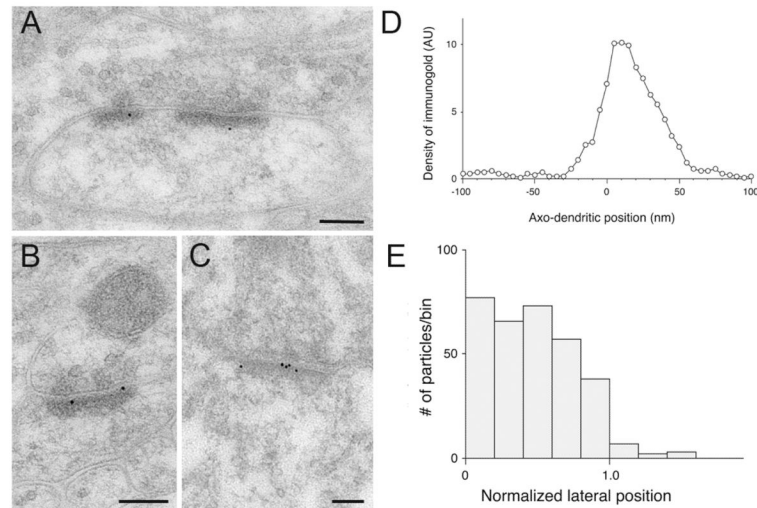 A
B
C
D
Density of immunogold (AU)
10
5
0
-100
-50
0
50
100
Axo-dendritic position (nm)
E
# of particles/bin
100
50
0
0
1.0
Normalized lateral position